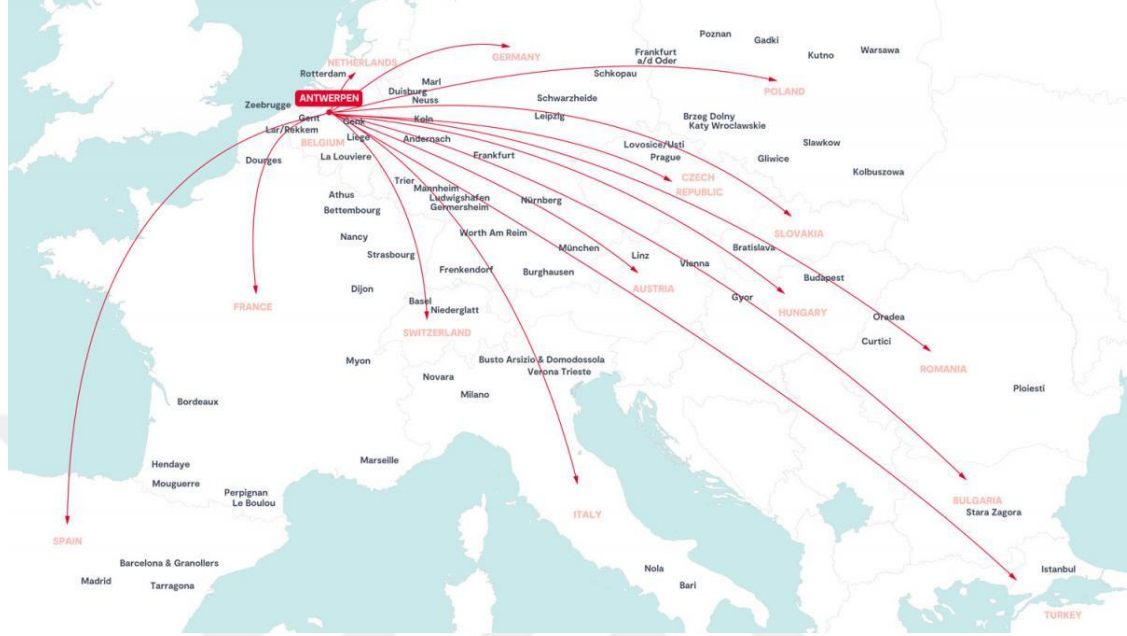 Poznan
Gadki
Kutno
Warsaw​a
Frankfurt
a/d Oder
GERMANY
NETHERLANDS
Rotterdam
Schkopau
Marl
POLAND
Duisburg
Neuss
ANTWERPEN
Schwarzheide
Zeebrugge
Gent
Genk
Koln
Leipzig
Brzeg Dolny
Katy Wroclawskie
Lar/Rekkem
Liege
Andernach
BELGIUM
Lovosice/Usti
Slawkow
Prague
Gliwice
Dourges
La Louviere
Frankfurt
Kolbuszowa
CZECH
REPUBLIC
Trier
Mannheim
Ludwigshafen
Germersheim
Athus
Bettembourg
Nürnberg
SLOVAKIA
Nancy
Worth Am Reim
München
Bratislava
Strasbourg
Linz
Vienna
Frenkendorf
Burghausen
Budapest
Dijon
AUSTRIA
Gyor
FRANCE
Basel
Niederglatt
HUNGARY
Oradea
SWITZERLAND
Curtici
Myon
Busto Arsizio & Domodossola
Verona Trieste
ROMANIA
Novara
Ploiesti
Milano
Bordeaux
Hendaye
Marseille
Mouguerre
Perpignan
Le Boulou
BULGARIA
Stara Zagora
ITALY
SPAIN
Barcelona & Granollers
Nola
Istanbul
Madrid
Tarragona
Bari
TURKEY